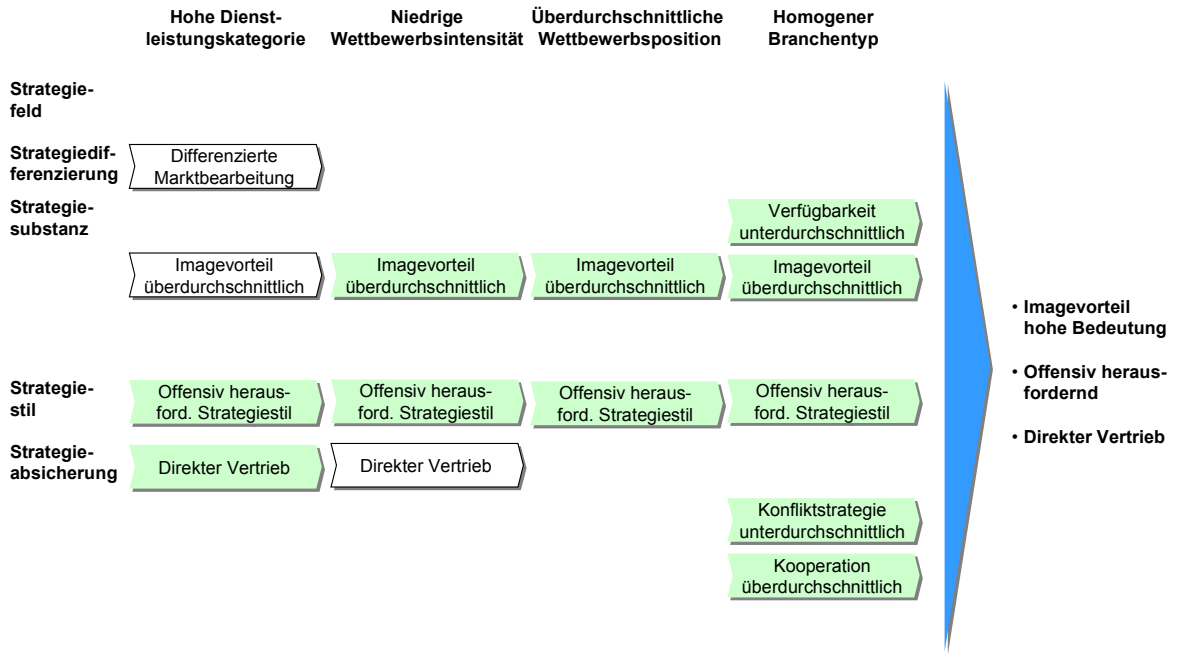 Hohe Dienst-
leistungskategorie
Niedrige
Wettbewerbsintensität
Überdurchschnittliche
Wettbewerbsposition
Homogener
Branchentyp
Strategie-
feld
Strategiedif-
ferenzierung
Differenzierte
Marktbearbeitung
Strategie-
substanz
Verfügbarkeit
unterdurchschnittlich
Imagevorteil
überdurchschnittlich
Imagevorteil
überdurchschnittlich
Imagevorteil
überdurchschnittlich
Imagevorteil
überdurchschnittlich
Strategie-
stil
Offensiv heraus-
ford. Strategiestil
Offensiv heraus-
ford. Strategiestil
Offensiv heraus-
ford. Strategiestil
Offensiv heraus-
ford. Strategiestil
Strategie-
absicherung
Direkter Vertrieb
Direkter Vertrieb
Konfliktstrategie
unterdurchschnittlich
Kooperation
überdurchschnittlich
• Imagevorteil
hohe Bedeutung
• Offensiv heraus-
fordernd
• Direkter Vertrieb